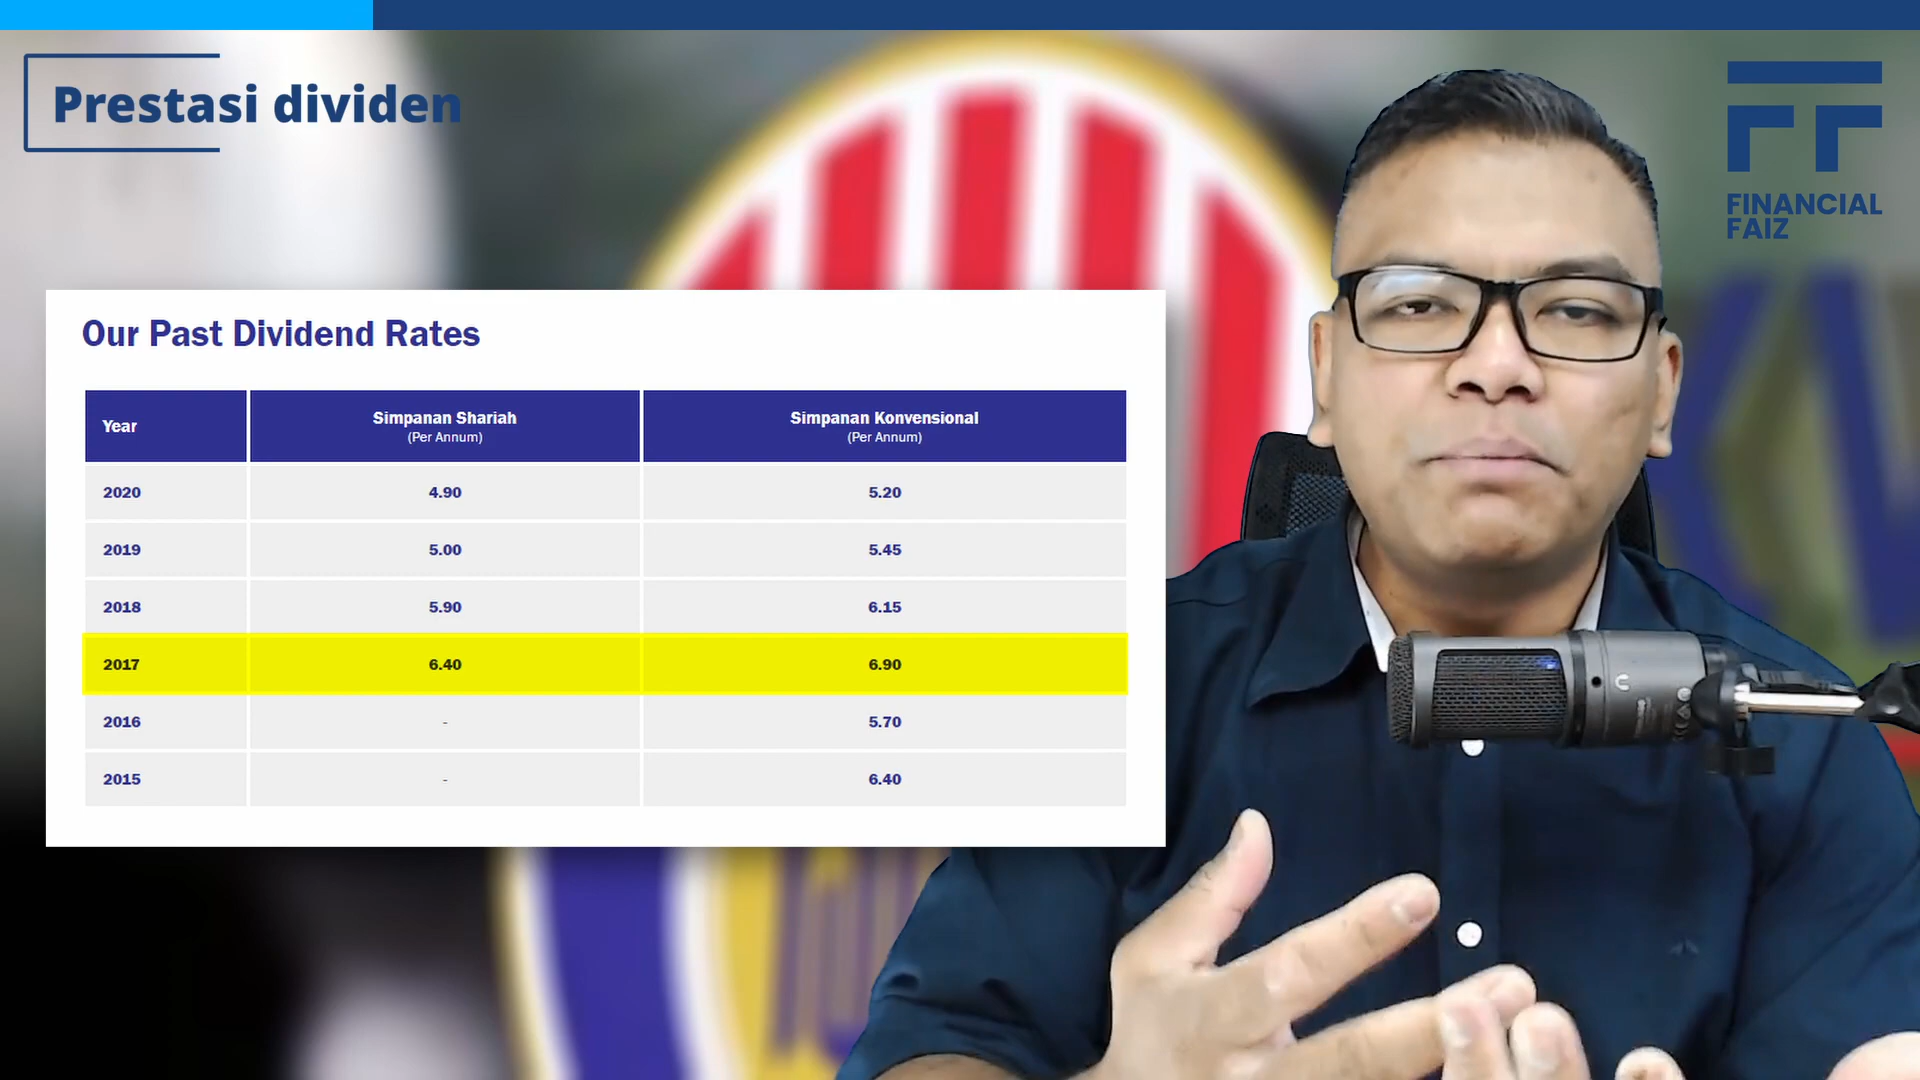 Prestasi dividen
FINANCIAL
FAIZ
Our Past Dividend Rates
Year Simpanan Shariah (Per Annum) Simpanan Konvensional (Per Annum)
2020 4.90 5.20
2019 5.00 5.45
2018 5.90 6.15
2017 6.40 6.90
2016 - 5.70
2015 - 6.40